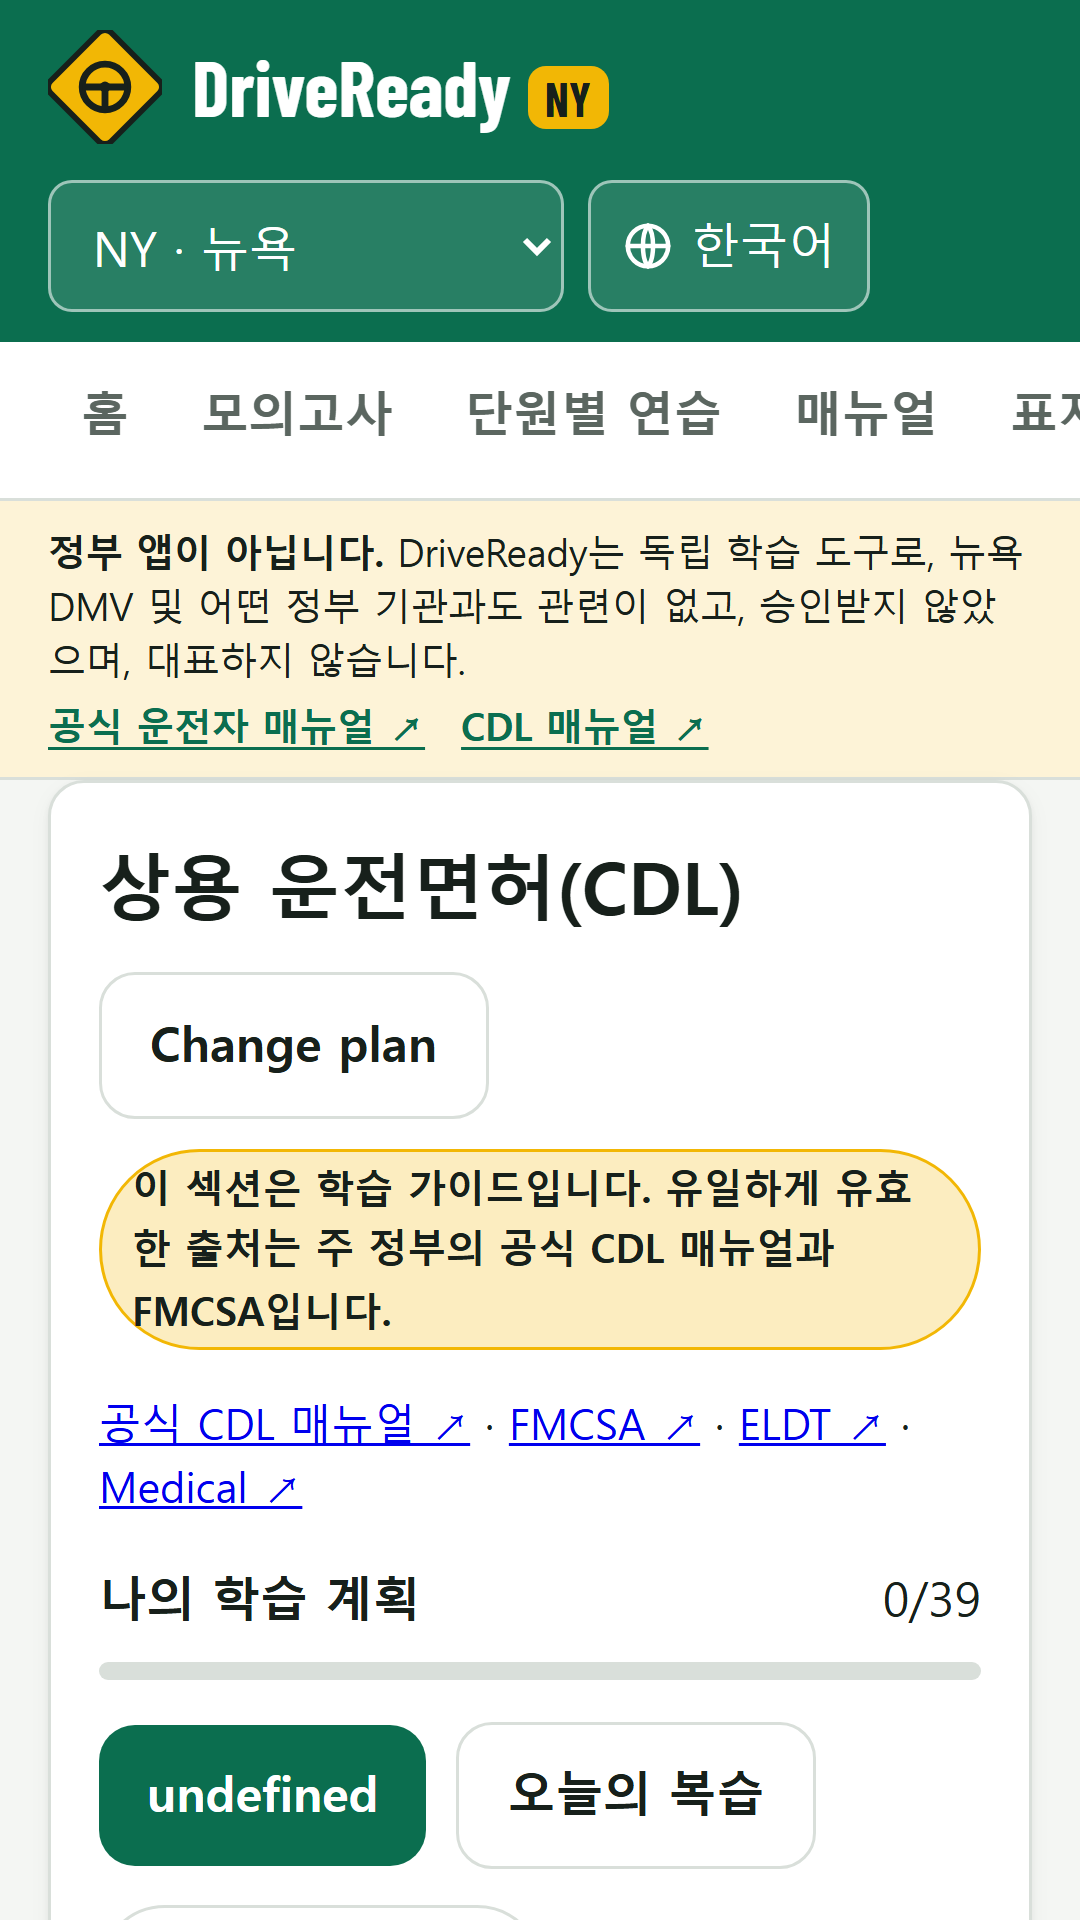 DriveReady NY
NY · 뉴욕
한국어
홈 모의고사 단원별 연습 매뉴얼
정부 앱이 아닙니다. DriveReady는 독립 학습 도구로, 뉴욕
DMV 및 어떤 정부 기관과도 관련이 없고, 승인받지 않았
으며, 대표하지 않습니다.
공식 운전자 매뉴얼 ↗ CDL 매뉴얼 ↗
상용 운전면허(CDL)
Change plan
이 섹션은 학습 가이드입니다. 유일하게 유효
한 출처는 주 정부의 공식 CDL 매뉴얼과
FMCSA입니다.
공식 CDL 매뉴얼 ↗ · FMCSA ↗ · ELDT ↗ ·
Medical ↗
나의 학습 계획 0/39
undefined 오늘의 복습